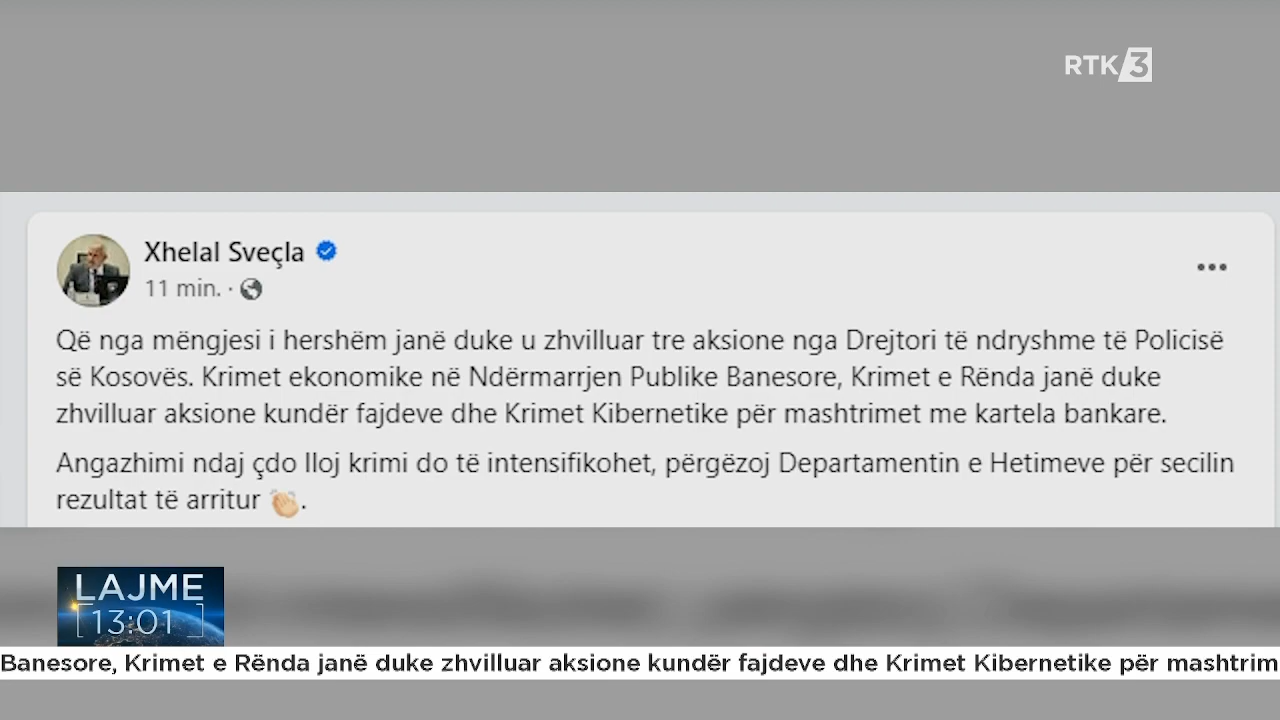 RTK 3
Xhelal Sveçla
11 min. ·
Që nga mëngjesi i hershëm janë duke u zhvilluar tre aksione nga Drejtori të ndryshme të Policisë
së Kosovës. Krimet ekonomike në Ndërmarrjen Publike Banesore, Krimet e Rënda janë duke
zhvilluar aksione kundër fajdeve dhe Krimet Kibernetike për mashtrimet me kartela bankare.
Angazhimi ndaj çdo lloj krimi do të intensifikohet, përgëzoj Departamentin e Hetimeve për secilin
rezultat të arritur 👏🏻.
LAJME
13:01
Banesore, Krimet e Rënda janë duke zhvilluar aksione kundër fajdeve dhe Krimet Kibernetike për mashtrim